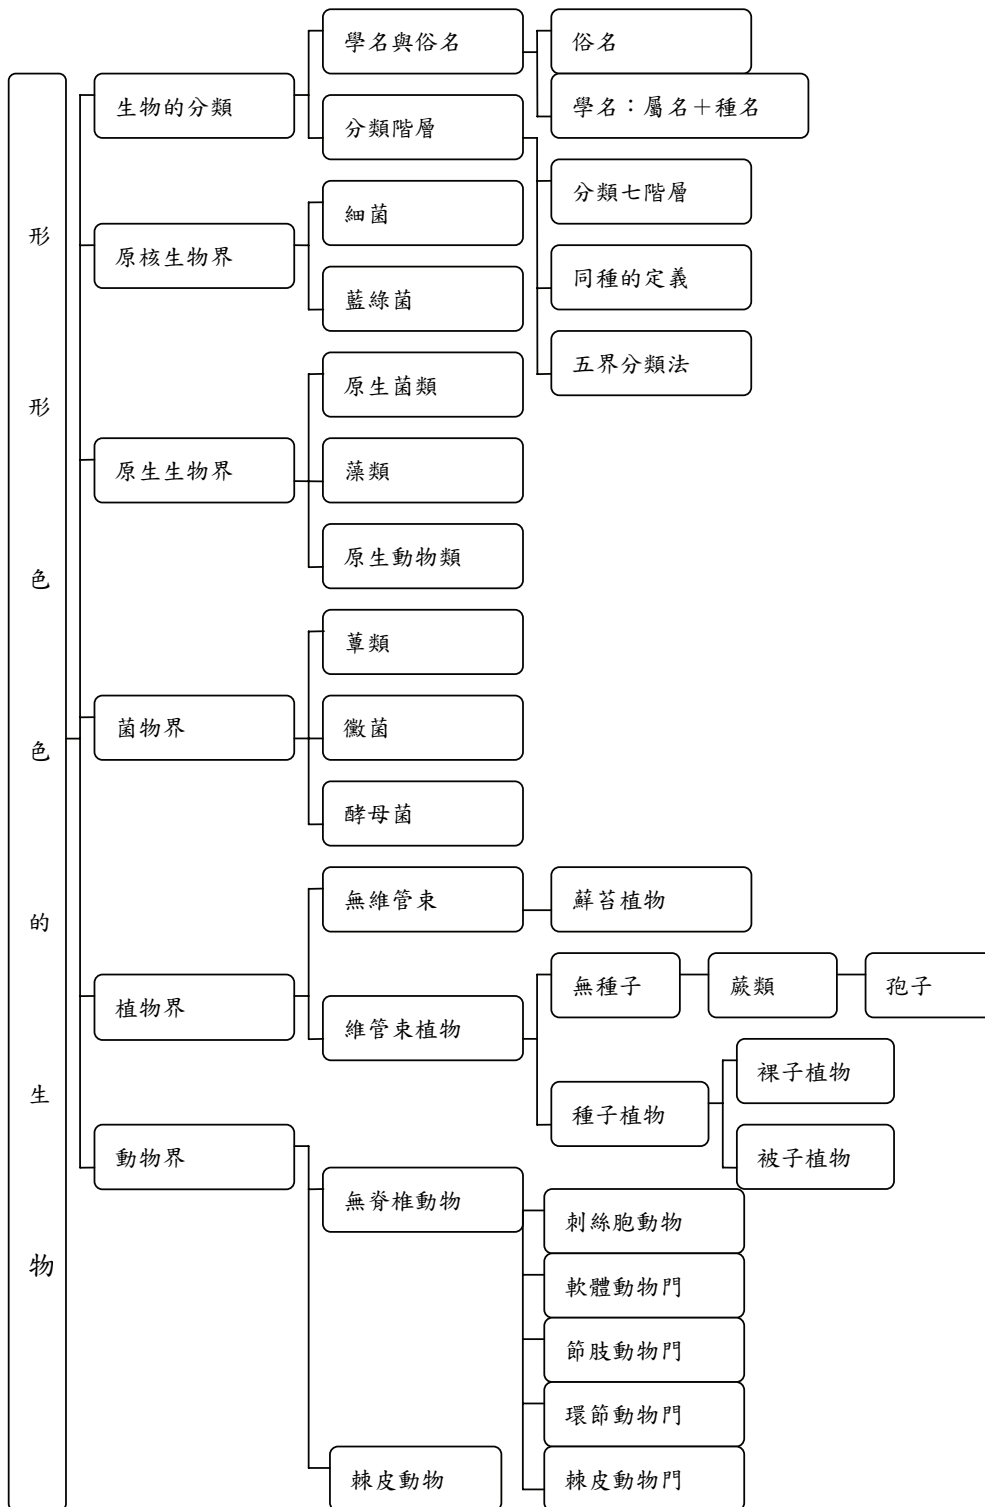 形形色色的生物
生物的分類
學名與俗名
俗名
學名：屬名＋種名
分類階層
分類七階層
同種的定義
五界分類法
原核生物界
細菌
藍綠菌
原生生物界
原生菌類
藻類
原生動物類
菌物界
蕈類
黴菌
酵母菌
植物界
無維管束
蘚苔植物
維管束植物
無種子
蕨類
孢子
種子植物
裸子植物
被子植物
動物界
無脊椎動物
刺絲胞動物
軟體動物門
節肢動物門
環節動物門
棘皮動物門
棘皮動物